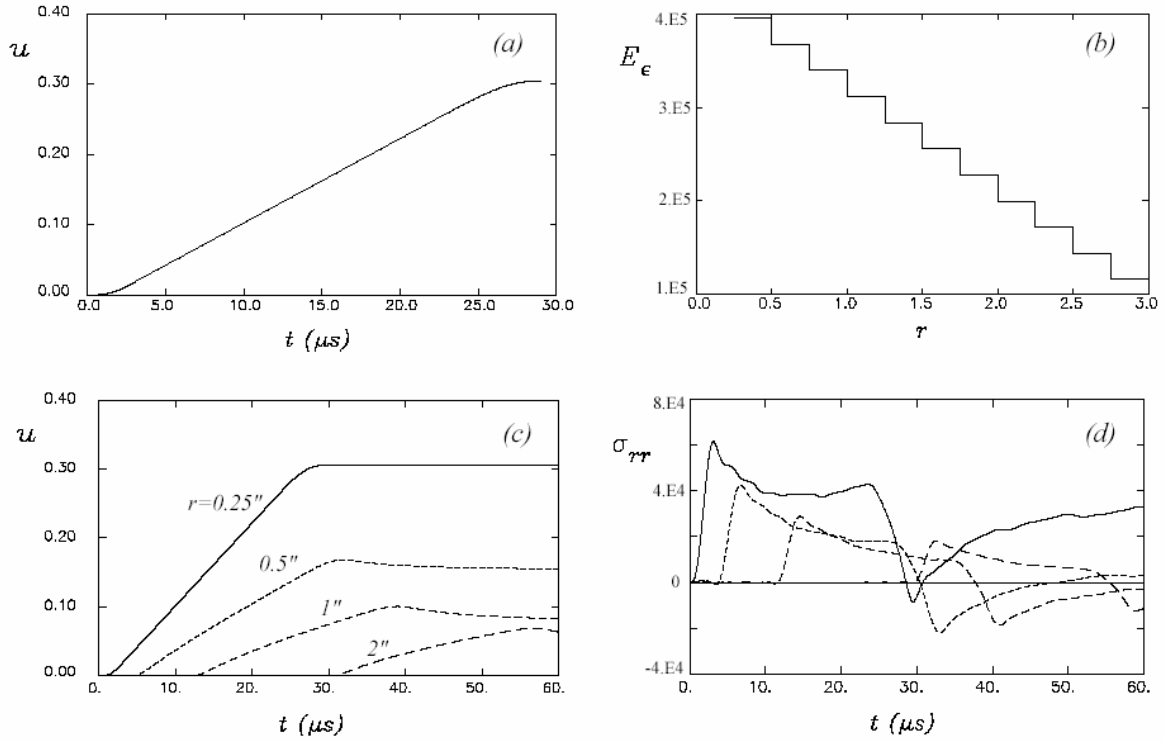 0.40
u
(a)
0.30
0.20
0.10
0.00
0.0
5.0
10.0
15.0
20.0
25.0
30.0
t (μs)
4.E5
E_ϵ
(b)
3.E5
2.E5
1.E5
0.0
0.5
1.0
1.5
2.0
2.5
3.0
r
0.40
u
(c)
0.30
r=0.25"
0.20
0.5"
0.10
1"
2"
0.00
0.
10.
20.
30.
40.
50.
60.
t (μs)
8.E4
σ_rr
(d)
4.E4
0
-4.E4
0.
10.
20.
30.
40.
50.
60.
t (μs)